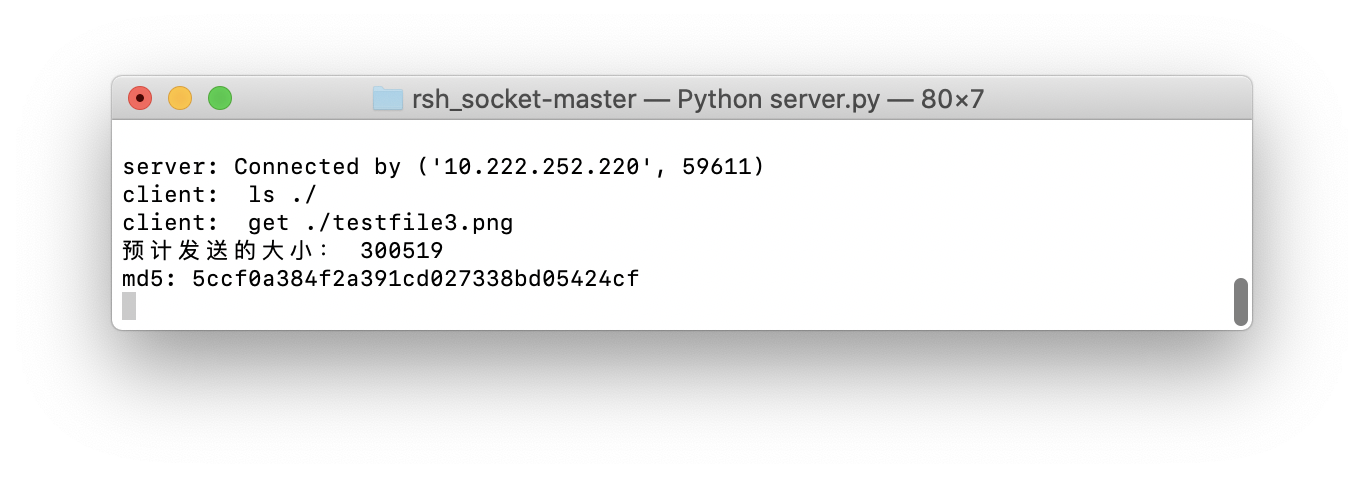 rsh_socket-master — Python server.py — 80×7
server: Connected by ('10.222.252.220', 59611)
client:  ls ./
client:  get ./testfile3.png
预计发送的大小： 300519
md5: 5ccf0a384f2a391cd027338bd05424cf